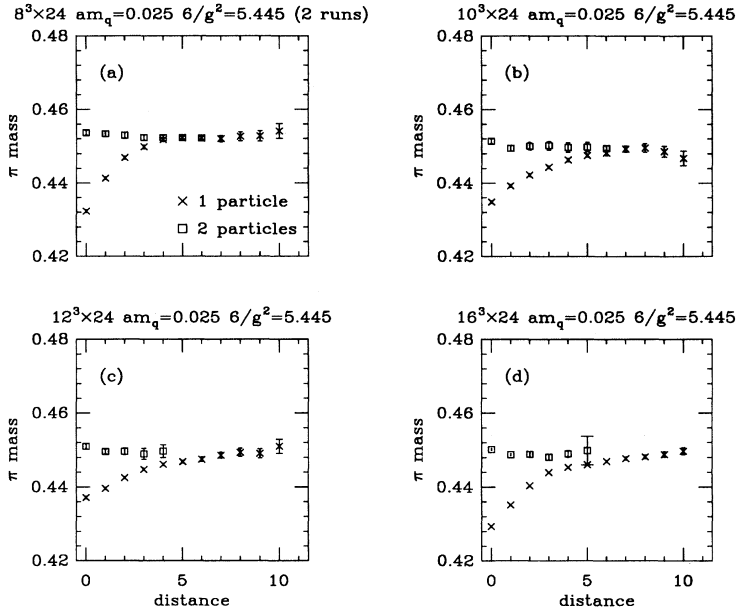 8³×24 am_q=0.025 6/g²=5.445 (2 runs)
10³×24 am_q=0.025 6/g²=5.445
0.48
0.46
0.44
0.42
π mass
(a)
× 1 particle
□ 2 particles
0.48
0.46
0.44
0.42
π mass
(b)
12³×24 am_q=0.025 6/g²=5.445
16³×24 am_q=0.025 6/g²=5.445
0.48
0.46
0.44
0.42
π mass
(c)
0 5 10
distance
0.48
0.46
0.44
0.42
π mass
(d)
0 5 10
distance